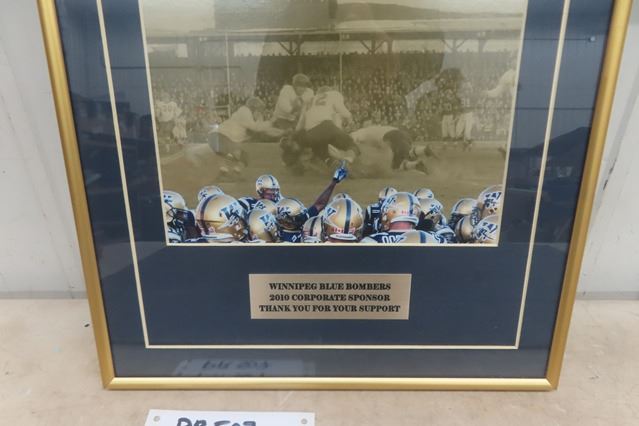 WINNIPEG BLUE BOMBERS
2010 CORPORATE SPONSOR
THANK YOU FOR YOUR SUPPORT